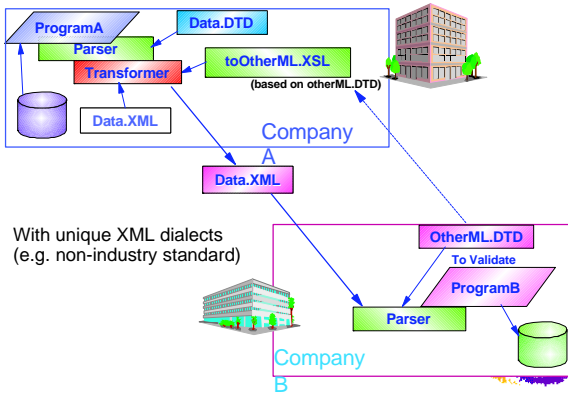 ProgramA
Data.DTD
Parser
Transformer
toOtherML.XSL
(based on otherML.DTD)
Data.XML
Company
A
Data.XML
With unique XML dialects
(e.g. non-industry standard)
OtherML.DTD
To Validate
ProgramB
Parser
Company
B